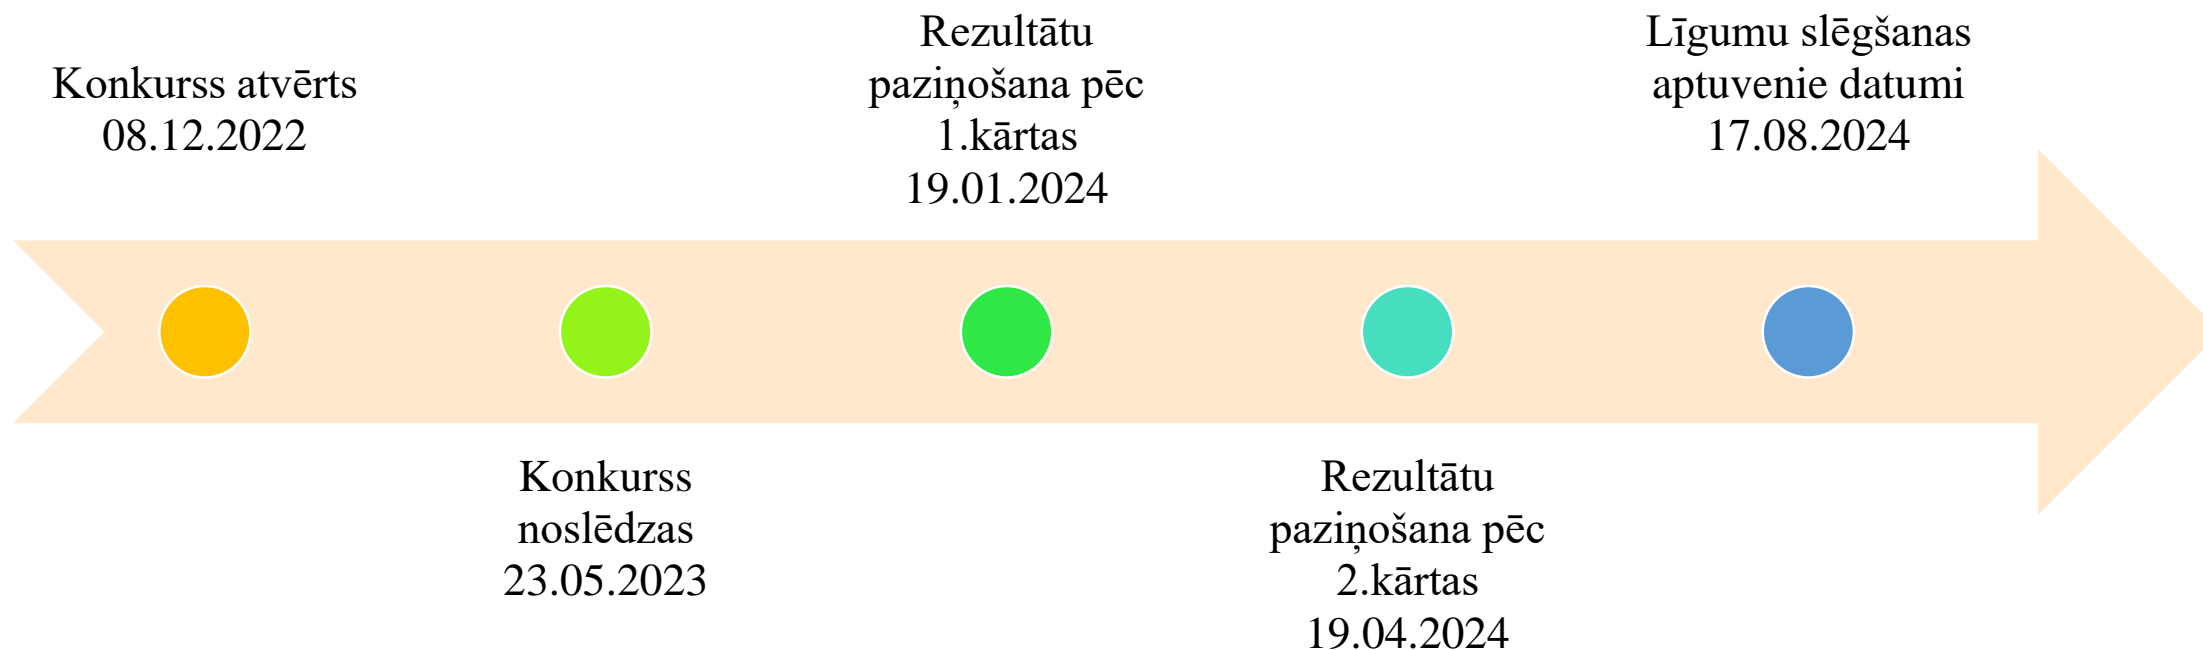 Konkurss atvērts
08.12.2022
Konkurss
noslēdzas
23.05.2023
Rezultātu
paziņošana pēc
1.kārtas
19.01.2024
Rezultātu
paziņošana pēc
2.kārtas
19.04.2024
Līgumu slēgšanas
aptuvenie datumi
17.08.2024